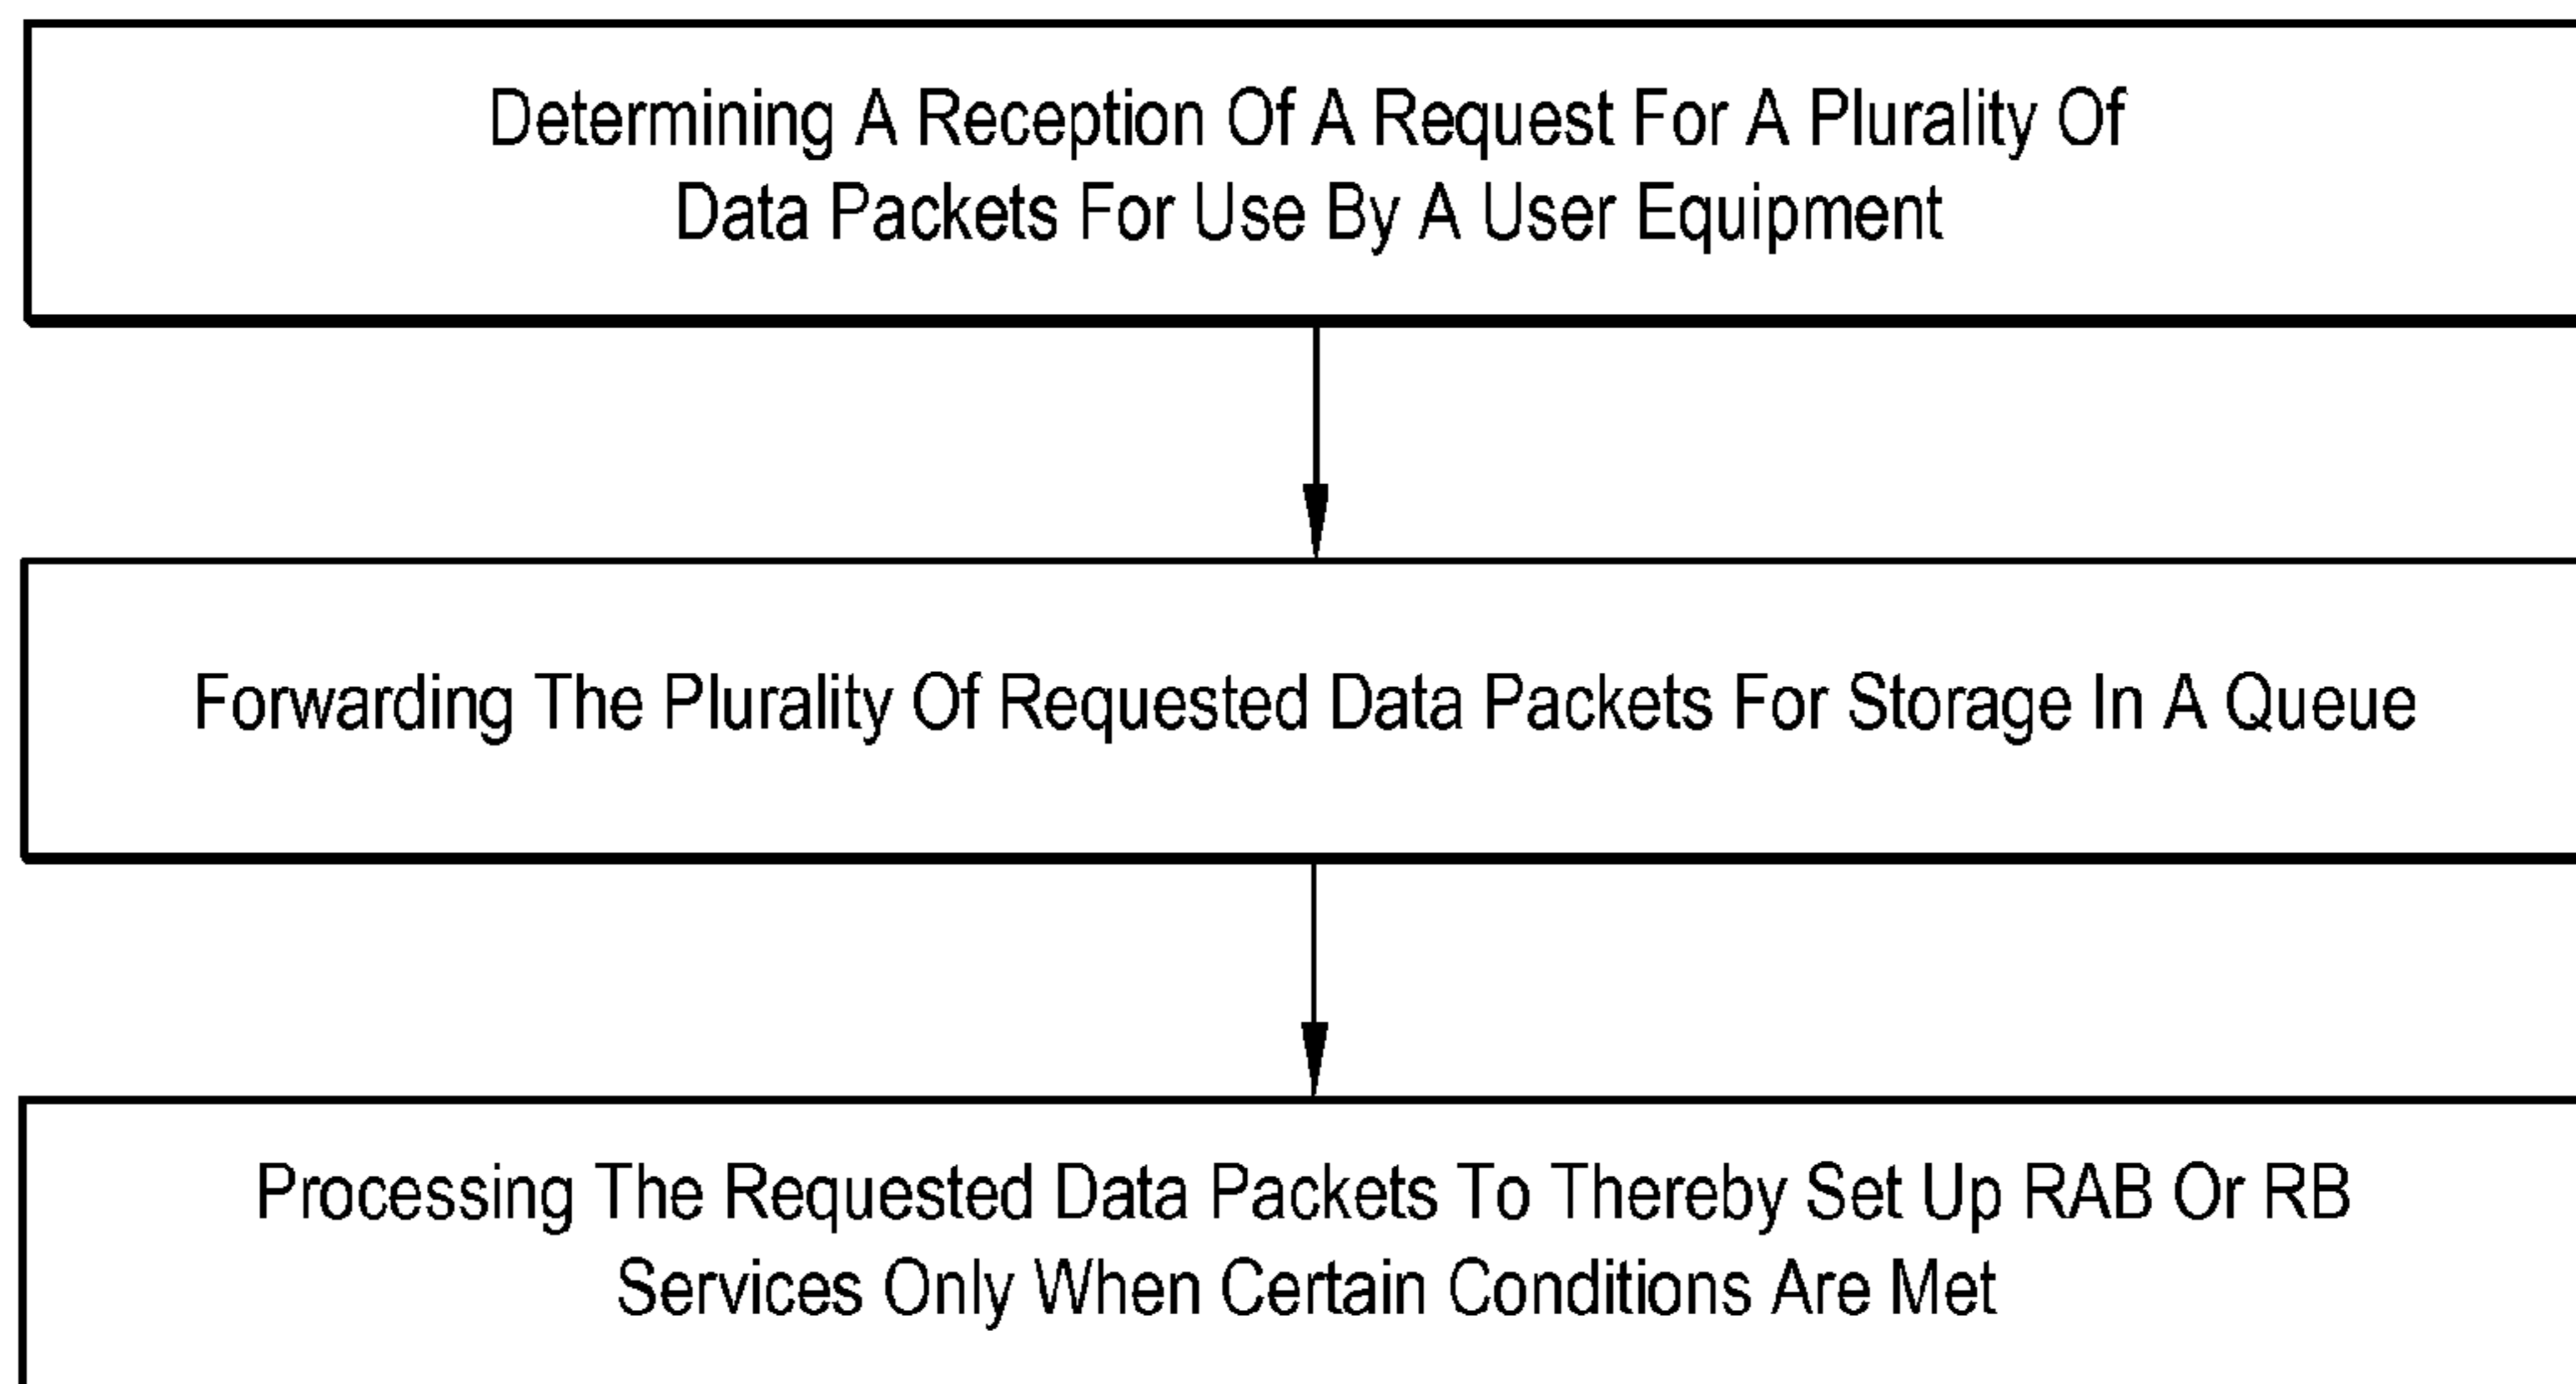 Determining A Reception Of A Request For A Plurality Of
Data Packets For Use By A User Equipment
Forwarding The Plurality Of Requested Data Packets For Storage In A Queue
Processing The Requested Data Packets To Thereby Set Up RAB Or RB
Services Only When Certain Conditions Are Met